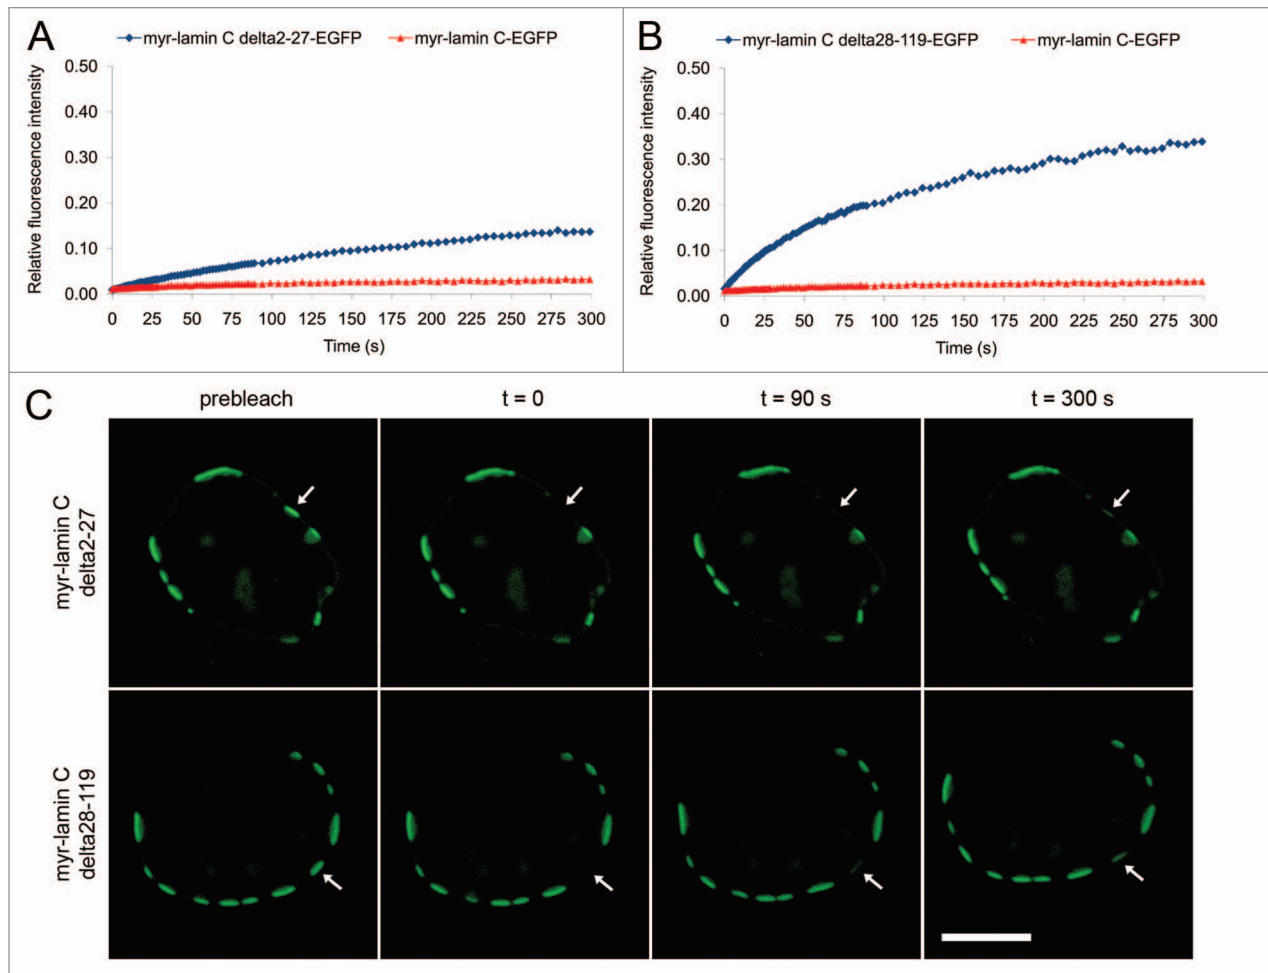 A
myr-lamin C delta2-27-EGFP myr-lamin C-EGFP
Relative fluorescence intensity
0.50
0.40
0.30
0.20
0.10
0.00
0 25 50 75 100 125 150 175 200 225 250 275 300
Time (s)
B
myr-lamin C delta28-119-EGFP myr-lamin C-EGFP
Relative fluorescence intensity
0.50
0.40
0.30
0.20
0.10
0.00
0 25 50 75 100 125 150 175 200 225 250 275 300
Time (s)
C
prebleach t = 0 t = 90 s t = 300 s
myr-lamin C
delta2-27
myr-lamin C
delta28-119